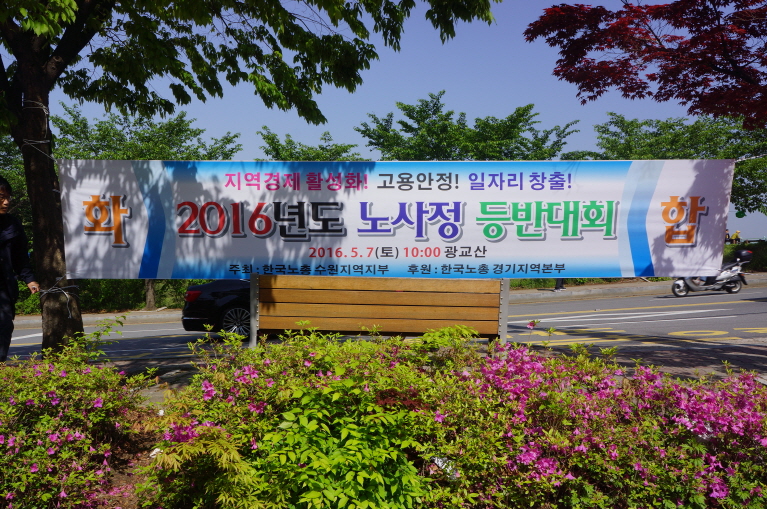 지역경제 활성화! 고용안정! 일자리 창출!
화 2016년도 노사정 등반대회 합
2016. 5. 7(토) 10:00 광교산
주최 : 한국노총 수원지역지부 후원 : 한국노총 경기지역본부